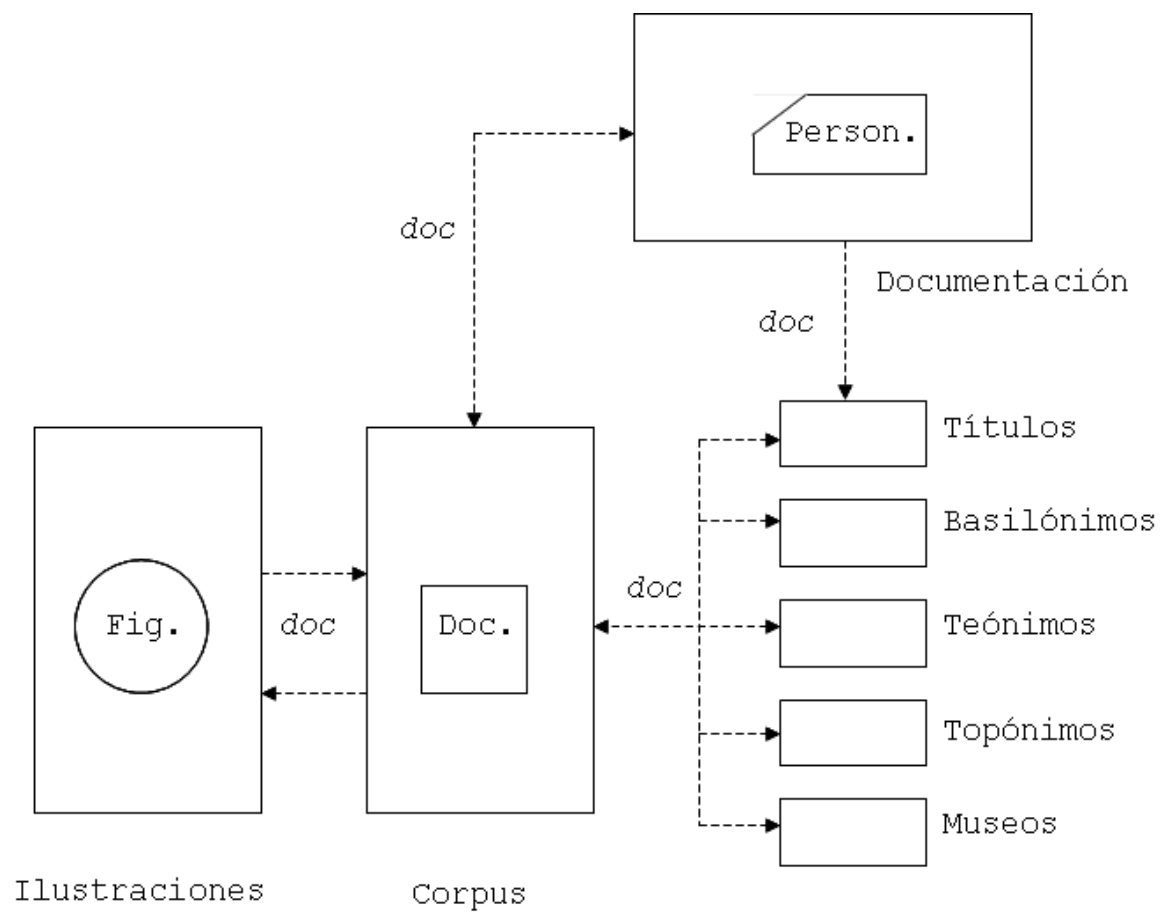 Person.
doc
Documentación
doc
Títulos
Basilónimos
doc
Fig.
doc
Doc.
Teónimos
Topónimos
Museos
Ilustraciones
Corpus